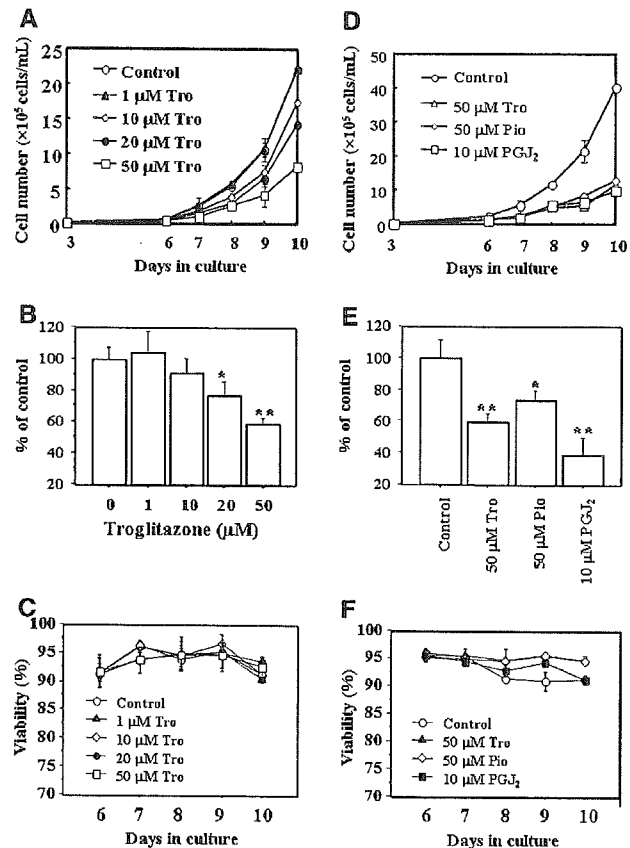 A
Cell number (×10⁵ cells/mL)
25
20
15
10
5
0
Control
1 μM Tro
10 μM Tro
20 μM Tro
50 μM Tro
3
6
7
8
9
10
Days in culture
D
Cell number (×10⁵ cells/mL)
50
40
30
20
10
0
Control
50 μM Tro
50 μM Pio
10 μM PGJ₂
3
6
7
8
9
10
Days in culture
B
% of control
120
100
80
60
40
20
*
**
0
1
10
20
50
Troglitazone (μM)
E
% of control
120
100
80
60
40
20
**
*
**
Control
50 μM Tro
50 μM Pio
10 μM PGJ₂
C
Viability (%)
100
95
90
85
80
75
70
Control
1 μM Tro
10 μM Tro
20 μM Tro
50 μM Tro
6
7
8
9
10
Days in culture
F
Viability (%)
100
95
90
85
80
75
70
Control
50 μM Tro
50 μM Pio
10 μM PGJ₂
6
7
8
9
10
Days in culture